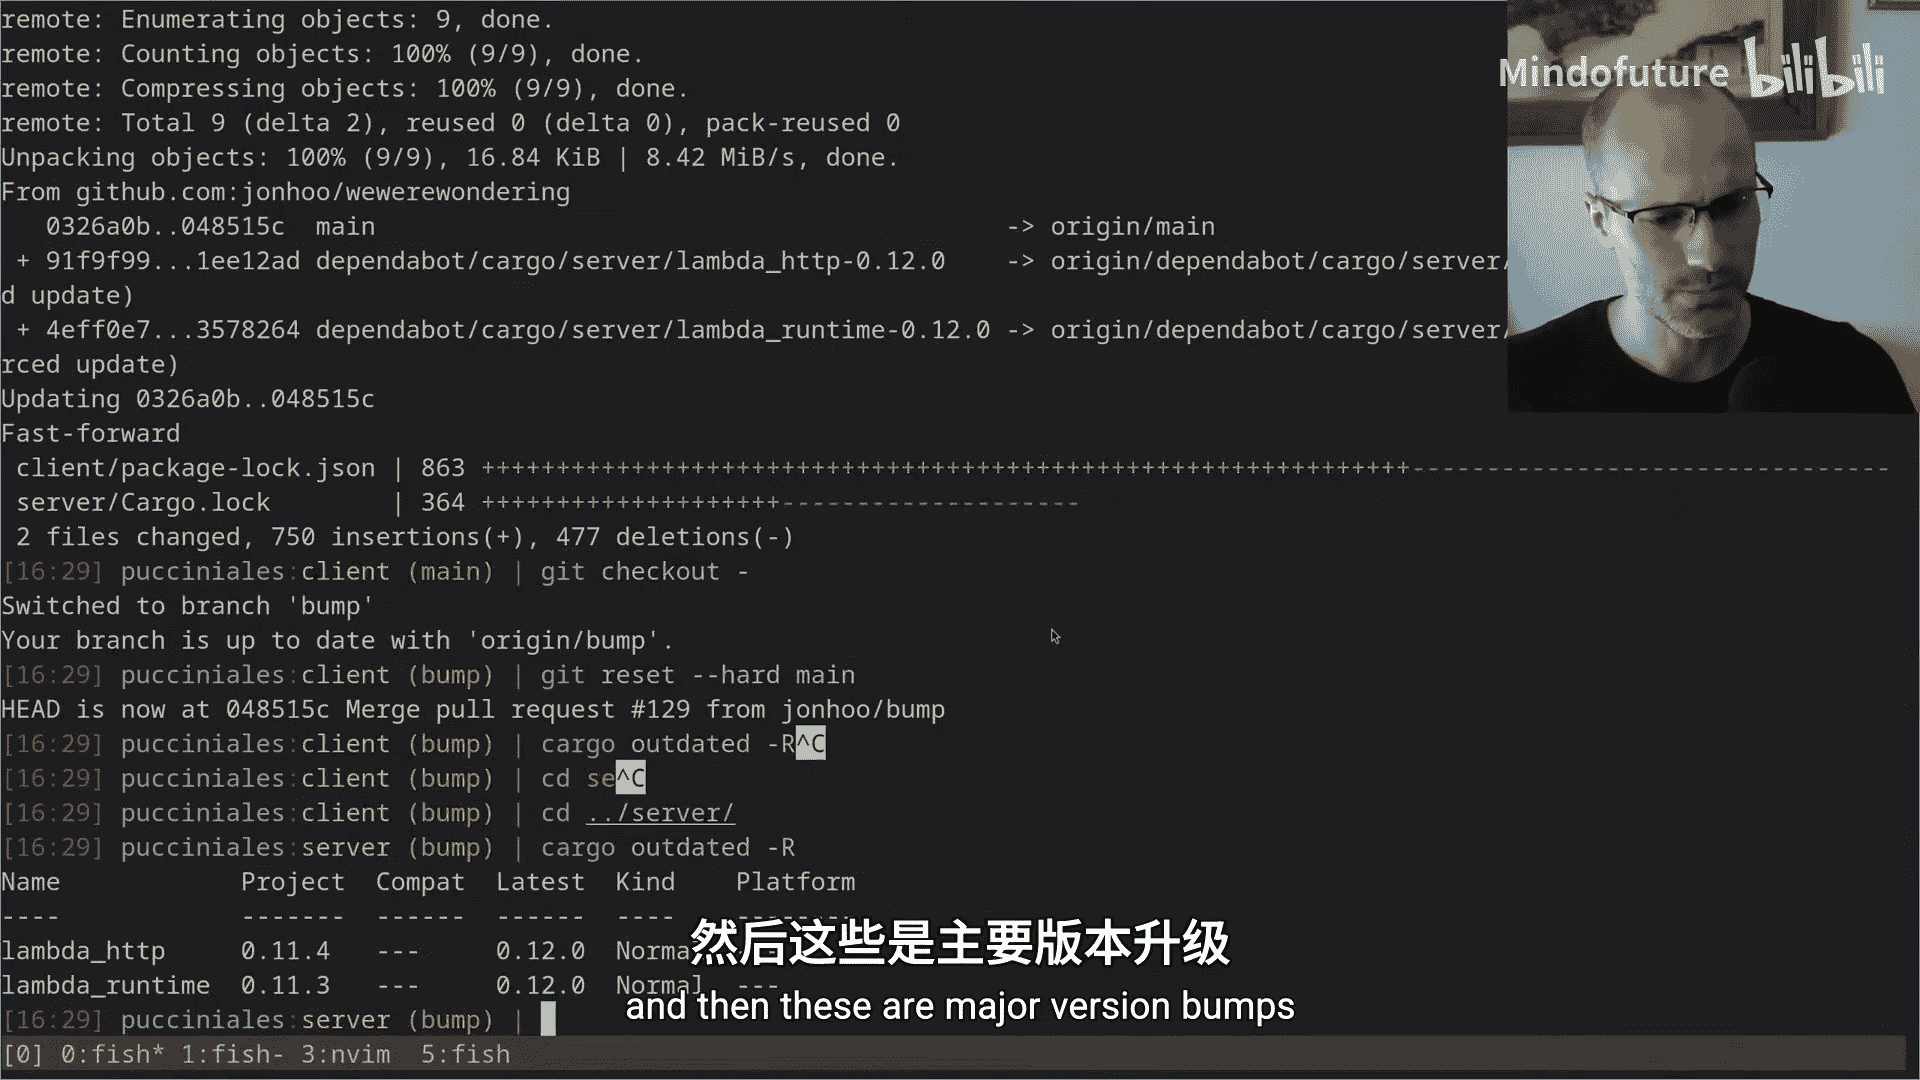 remote: Enumerating objects: 9, done.
remote: Counting objects: 100% (9/9), done.
remote: Compressing objects: 100% (9/9), done.
remote: Total 9 (delta 2), reused 0 (delta 0), pack-reused 0
Unpacking objects: 100% (9/9), 16.84 KiB | 8.42 MiB/s, done.
From github.com:jonhoo/wewerewondering
0326a0b..048515c main -> origin/main
+ 91f9f99...1ee12ad dependabot/cargo/server/lambda_http-0.12.0 -> origin/dependabot/cargo/server/
d update)
+ 4eff0e7...3578264 dependabot/cargo/server/lambda_runtime-0.12.0 -> origin/dependabot/cargo/server/
rced update)
Updating 0326a0b..048515c
Fast-forward
client/package-lock.json | 863 ++++++++++++++++++++++++++++++++++++++++++++++++++++++++++++++--------------------------------
server/Cargo.lock | 364 ++++++++++++++++++++--------------------
2 files changed, 750 insertions(+), 477 deletions(-)
[16:29] pucciniales:client (main) | git checkout -
Switched to branch 'bump'
Your branch is up to date with 'origin/bump'.
[16:29] pucciniales:client (bump) | git reset --hard main
HEAD is now at 048515c Merge pull request #129 from jonhoo/bump
[16:29] pucciniales:client (bump) | cargo outdated -R^C
[16:29] pucciniales:client (bump) | cd se^C
[16:29] pucciniales:client (bump) | cd ../server/
[16:29] pucciniales:server (bump) | cargo outdated -R
Name Project Compat Latest Kind Platform
---- ------- ------ ------ ---- --------
lambda_http 0.11.4 --- 0.12.0 Normal
lambda_runtime 0.11.3 --- 0.12.0 Normal ---
[16:29] pucciniales:server (bump) |
[0] 0:fish* 1:fish- 3:nvim 5:fish
Mindofuture bilibili
然后这些是主要版本升级
and then these are major version bumps